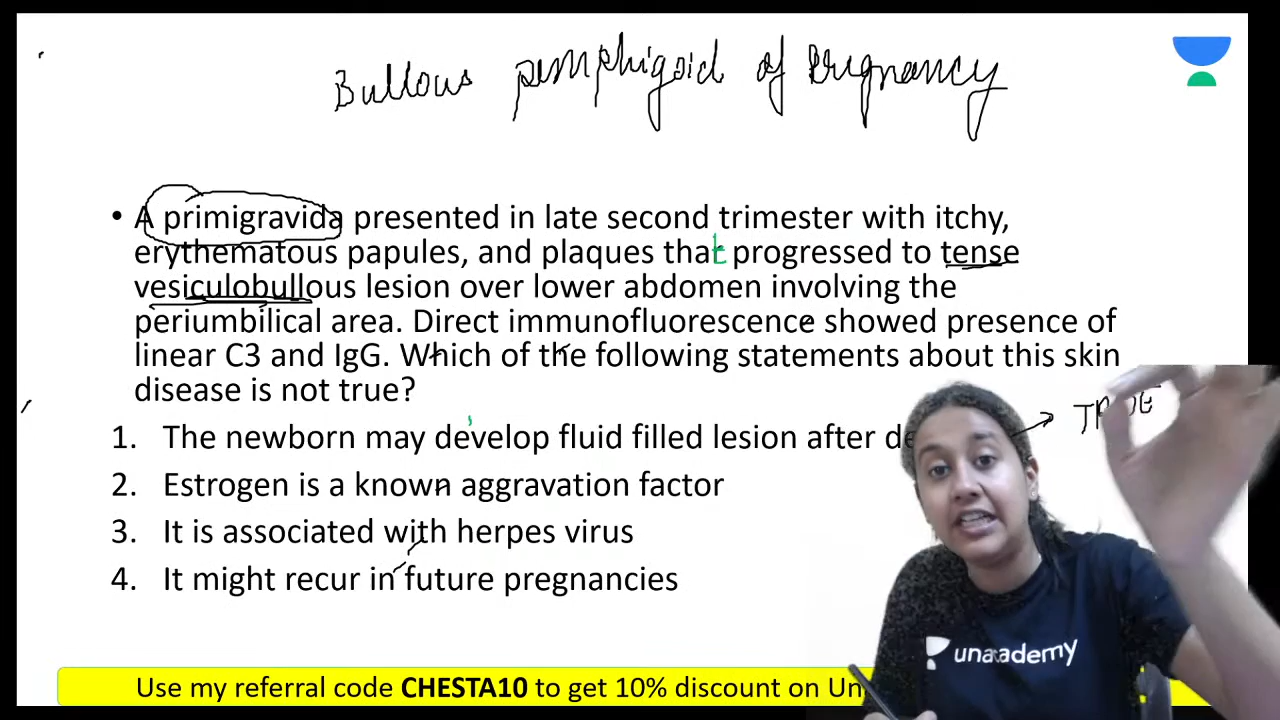 Bullous pemphigoid of Pregnancy
• A primigravida presented in late second trimester with itchy,
erythematous papules, and plaques that progressed to tense
vesiculobullous lesion over lower abdomen involving the
periumbilical area. Direct immunofluorescence showed presence of
linear C3 and IgG. Which of the following statements about this skin
disease is not true?
1. The newborn may develop fluid filled lesion after
2. Estrogen is a known aggravation factor
3. It is associated with herpes virus
4. It might recur in future pregnancies
unacademy
Use my referral code CHESTA10 to get 10% discount on